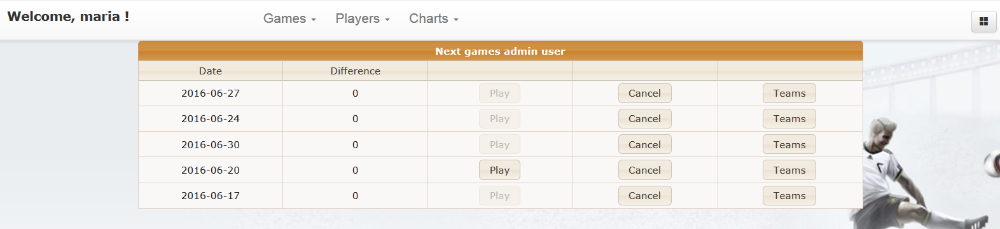 Welcome, maria !
Games Players Charts
Next games admin user
Date Difference
2016-06-27 0 Play Cancel Teams
2016-06-24 0 Play Cancel Teams
2016-06-30 0 Play Cancel Teams
2016-06-20 0 Play Cancel Teams
2016-06-17 0 Play Cancel Teams